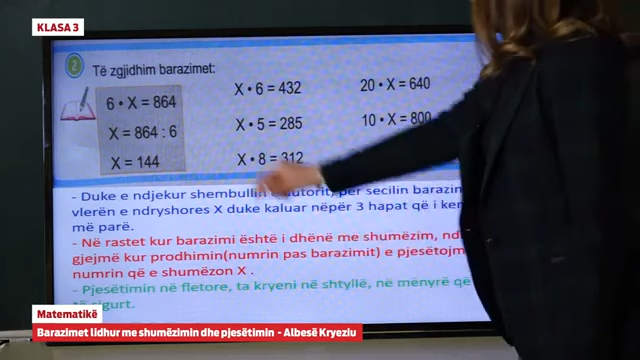 KLASA 3
2
Të zgjidhim barazimet:
6 • X = 864
X = 864 : 6
X = 144
X • 6 = 432
X • 5 = 285
X • 8 = 312
20 • X = 640
10 • X = 800
- Duke e ndjekur shembullin e autorit, për secilin barazim
vlerën e ndryshores X duke kaluar nëpër 3 hapat që i
më parë.
- Në rastet kur barazimi është i dhënë me shumëzim,
gjejmë kur prodhimin(numrin pas barazimit) e
numrin që e shumëzon X .
- Pjesëtimin në fletore, ta kryeni në shtyllë, në mënyrë që
të sigurt.
Matematikë
Barazimet lidhur me shumëzimin dhe pjesëtimin - Albesë Kryeziu